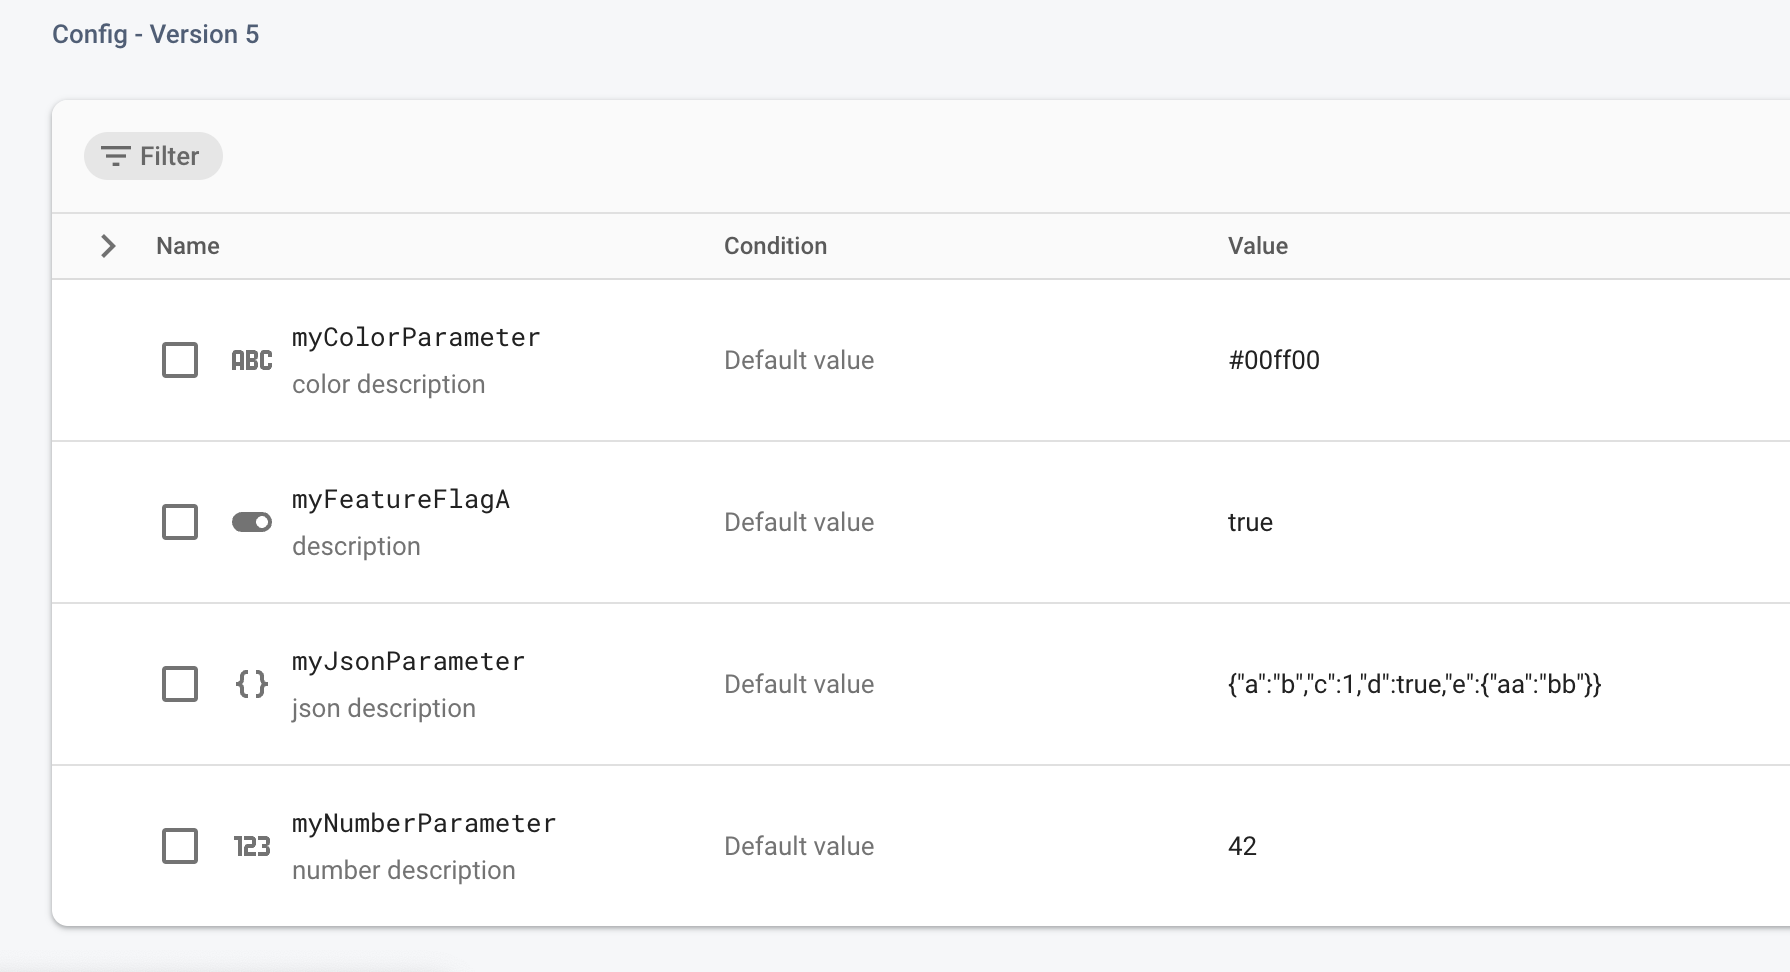 Config - Version 5
Filter
Name Condition Value
ABC myColorParameter Default value #00ff00
color description
myFeatureFlagA Default value true
description
{} myJsonParameter Default value {"a":"b","c":1,"d":true,"e":{"aa":"bb"}}
json description
123 myNumberParameter Default value 42
number description